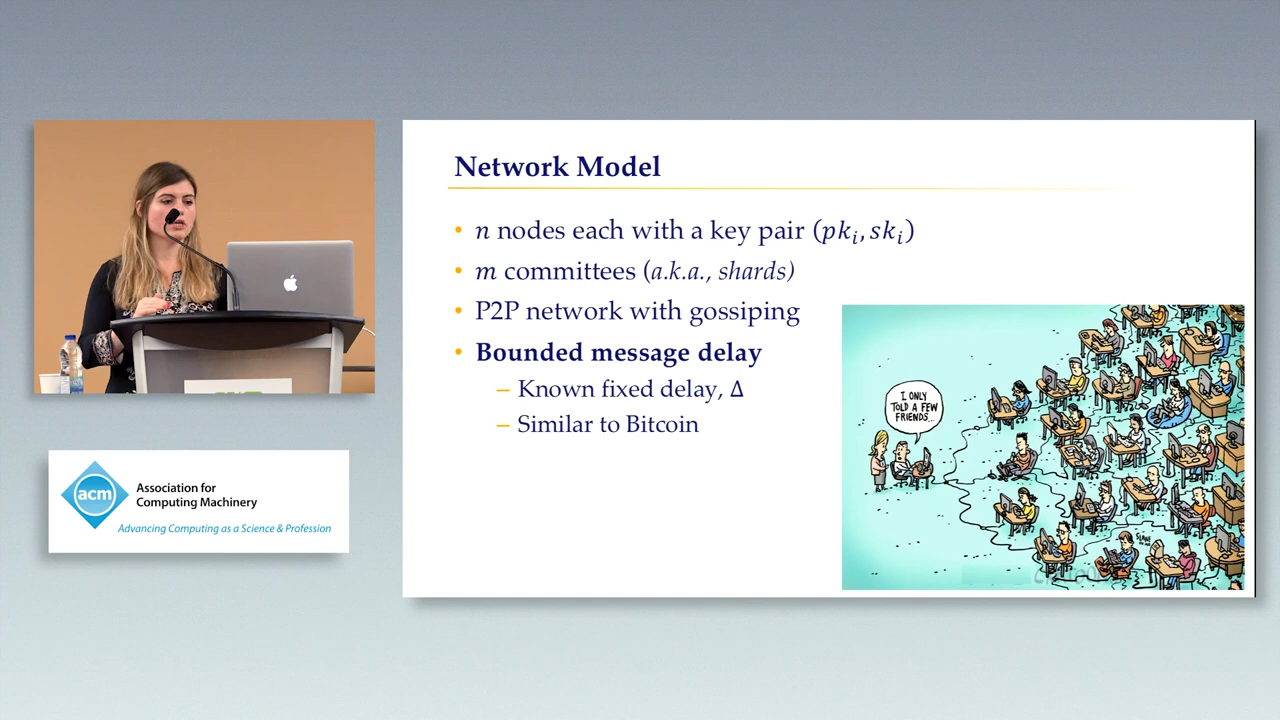 Network Model
• n nodes each with a key pair (pkᵢ, skᵢ)
• m committees (a.k.a., shards)
• P2P network with gossiping
• Bounded message delay
– Known fixed delay, Δ
– Similar to Bitcoin
I ONLY
TOLD A FEW
FRIENDS...
acm
Association for
Computing Machinery
Advancing Computing as a Science & Profession